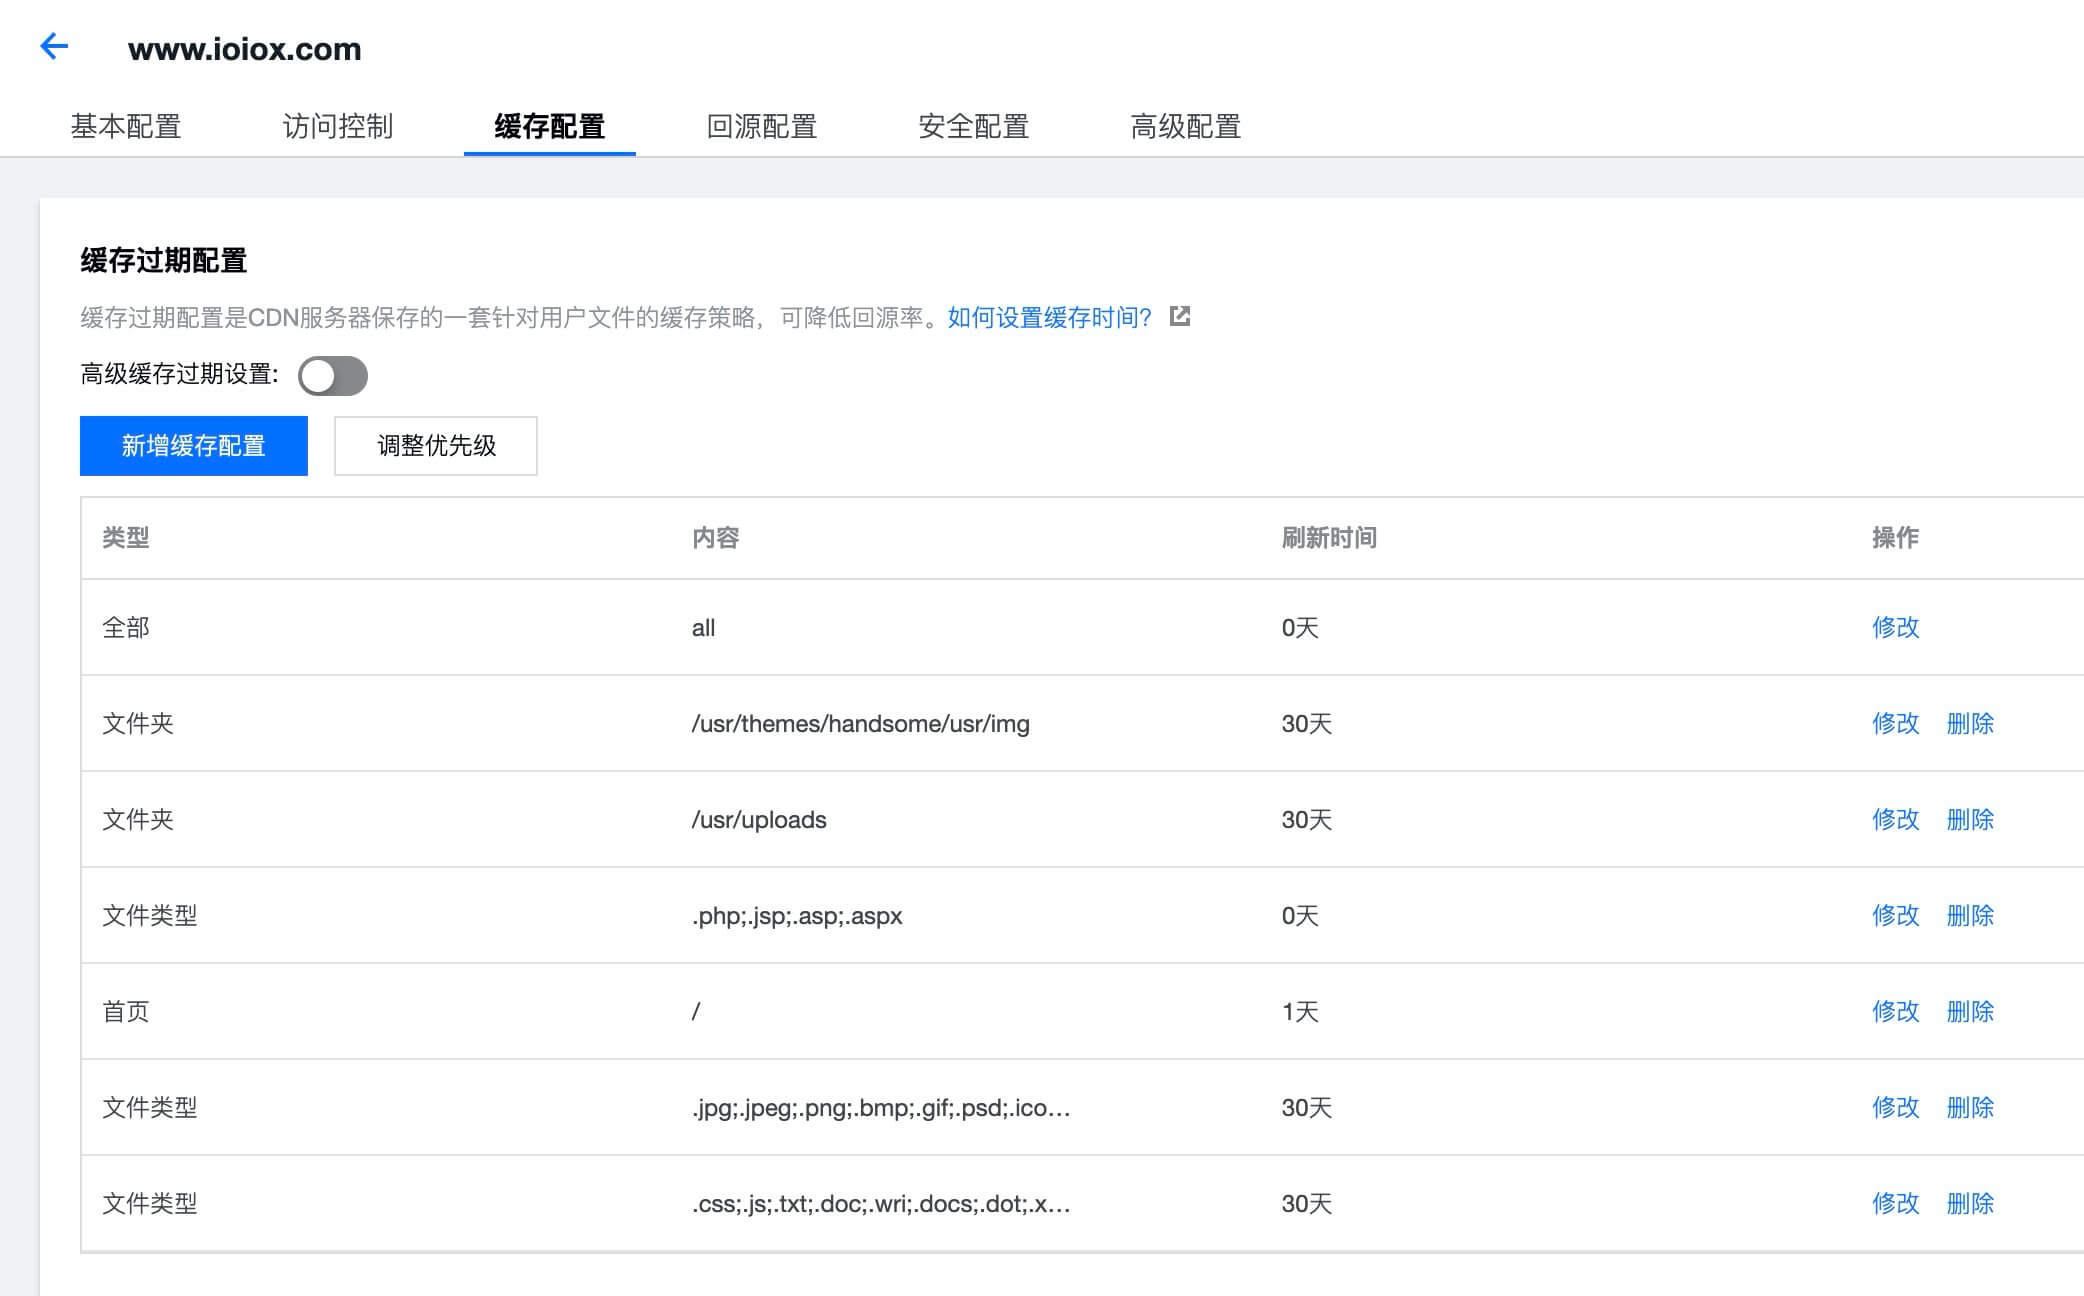 www.ioiox.com
基本配置 访问控制 缓存配置 回源配置 安全配置 高级配置
缓存过期配置
缓存过期配置是CDN服务器保存的一套针对用户文件的缓存策略，可降低回源率。如何设置缓存时间?
高级缓存过期设置:
新增缓存配置 调整优先级
类型 内容 刷新时间 操作
全部 all 0天 修改
文件夹 /usr/themes/handsome/usr/img 30天 修改 删除
文件夹 /usr/uploads 30天 修改 删除
文件类型 .php;.jsp;.asp;.aspx 0天 修改 删除
首页 / 1天 修改 删除
文件类型 .jpg;.jpeg;.png;.bmp;.gif;.psd;.ico… 30天 修改 删除
文件类型 .css;.js;.txt;.doc;.wri;.docs;.dot;.x… 30天 修改 删除